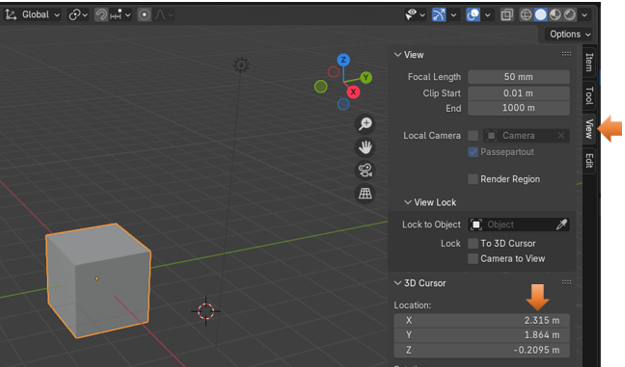 Global
Options
Z
Y
X
View
Focal Length 50 mm
Clip Start 0.01 m
End 1000 m
Local Camera Camera
Passepartout
Render Region
View Lock
Lock to Object Object
Lock To 3D Cursor
Camera to View
3D Cursor
Location:
X 2.315 m
Y 1.864 m
Z -0.2095 m
Item
Tool
View
Edit